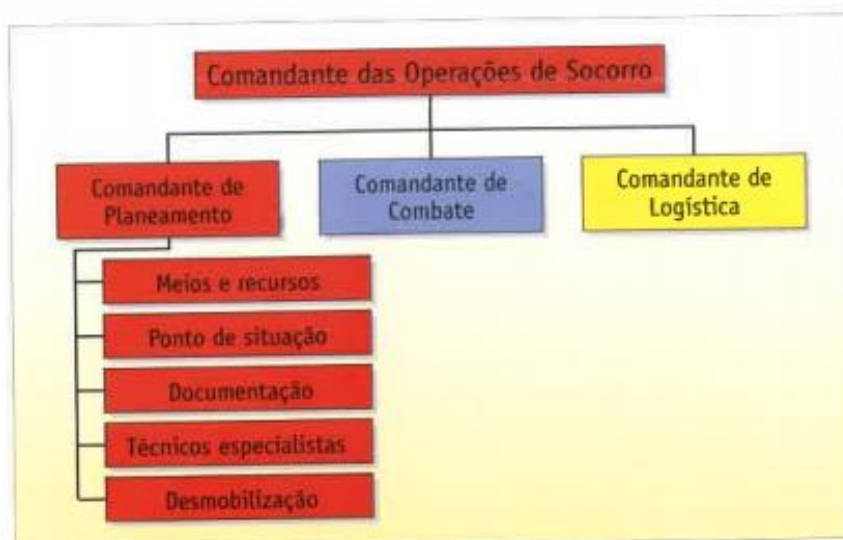 Comandante das Operações de Socorro
Comandante de
Planeamento
Comandante de
Combate
Comandante de
Logística
Meios e recursos
Ponto de situação
Documentação
Técnicos especialistas
Desmobilização